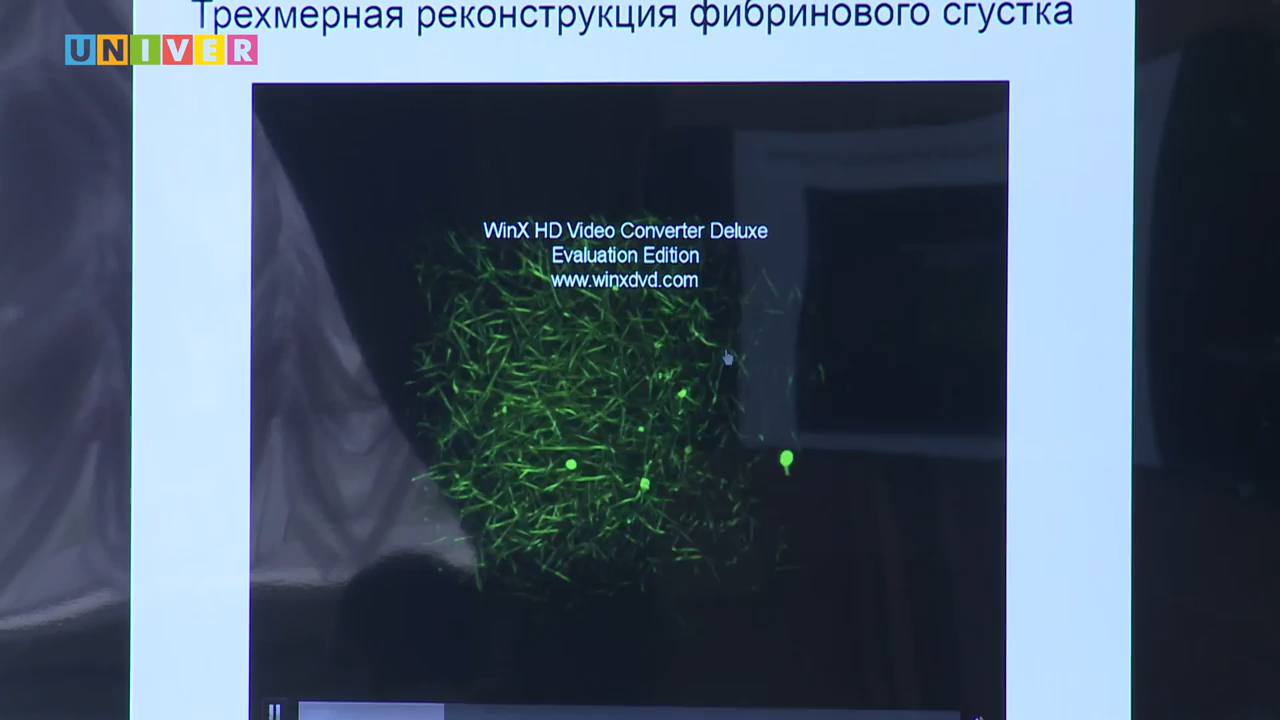 Трехмерная реконструкция фибринового сгустка
UNIVER
WinX HD Video Converter Deluxe
Evaluation Edition
www.winxdvd.com